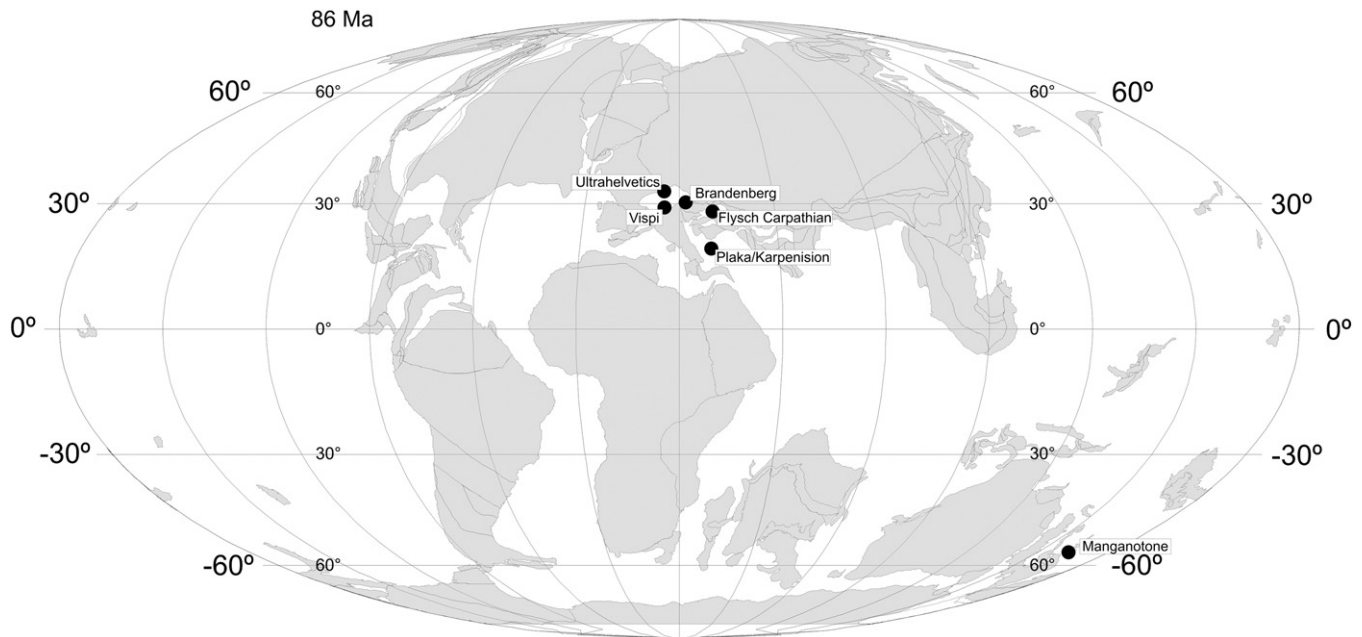 86 Ma
60º 60° 60° 60º
Ultrahelvetics Brandenberg
30º 30° 30° 30º
Vispi Flysch Carpathian
Plaka/Karpenision
0º 0° 0° 0º
-30º 30° 30° -30º
Manganotone
-60º 60° 60° -60º